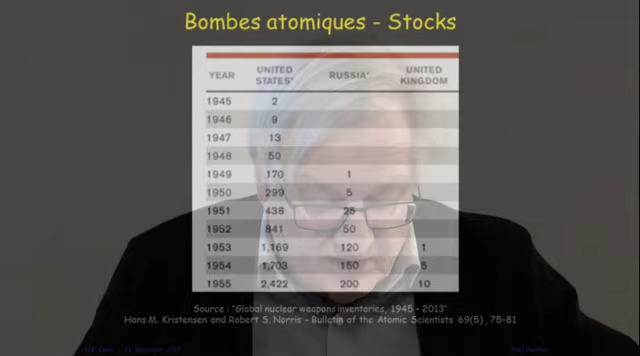 Bombes atomiques - Stocks
YEAR UNITED STATES* RUSSIA* UNITED KINGDOM
1945 2
1946 9
1947 13
1948 50
1949 170 1
1950 299 5
1951 438 25
1952 841 50
1953 1,169 120 1
1954 1,703 150 5
1955 2,422 200 10
Source : "Global nuclear weapons inventories, 1945 - 2013"
Hans M. Kristensen and Robert S. Norris - Bulletin of the Atomic Scientists 69(5), 75-81